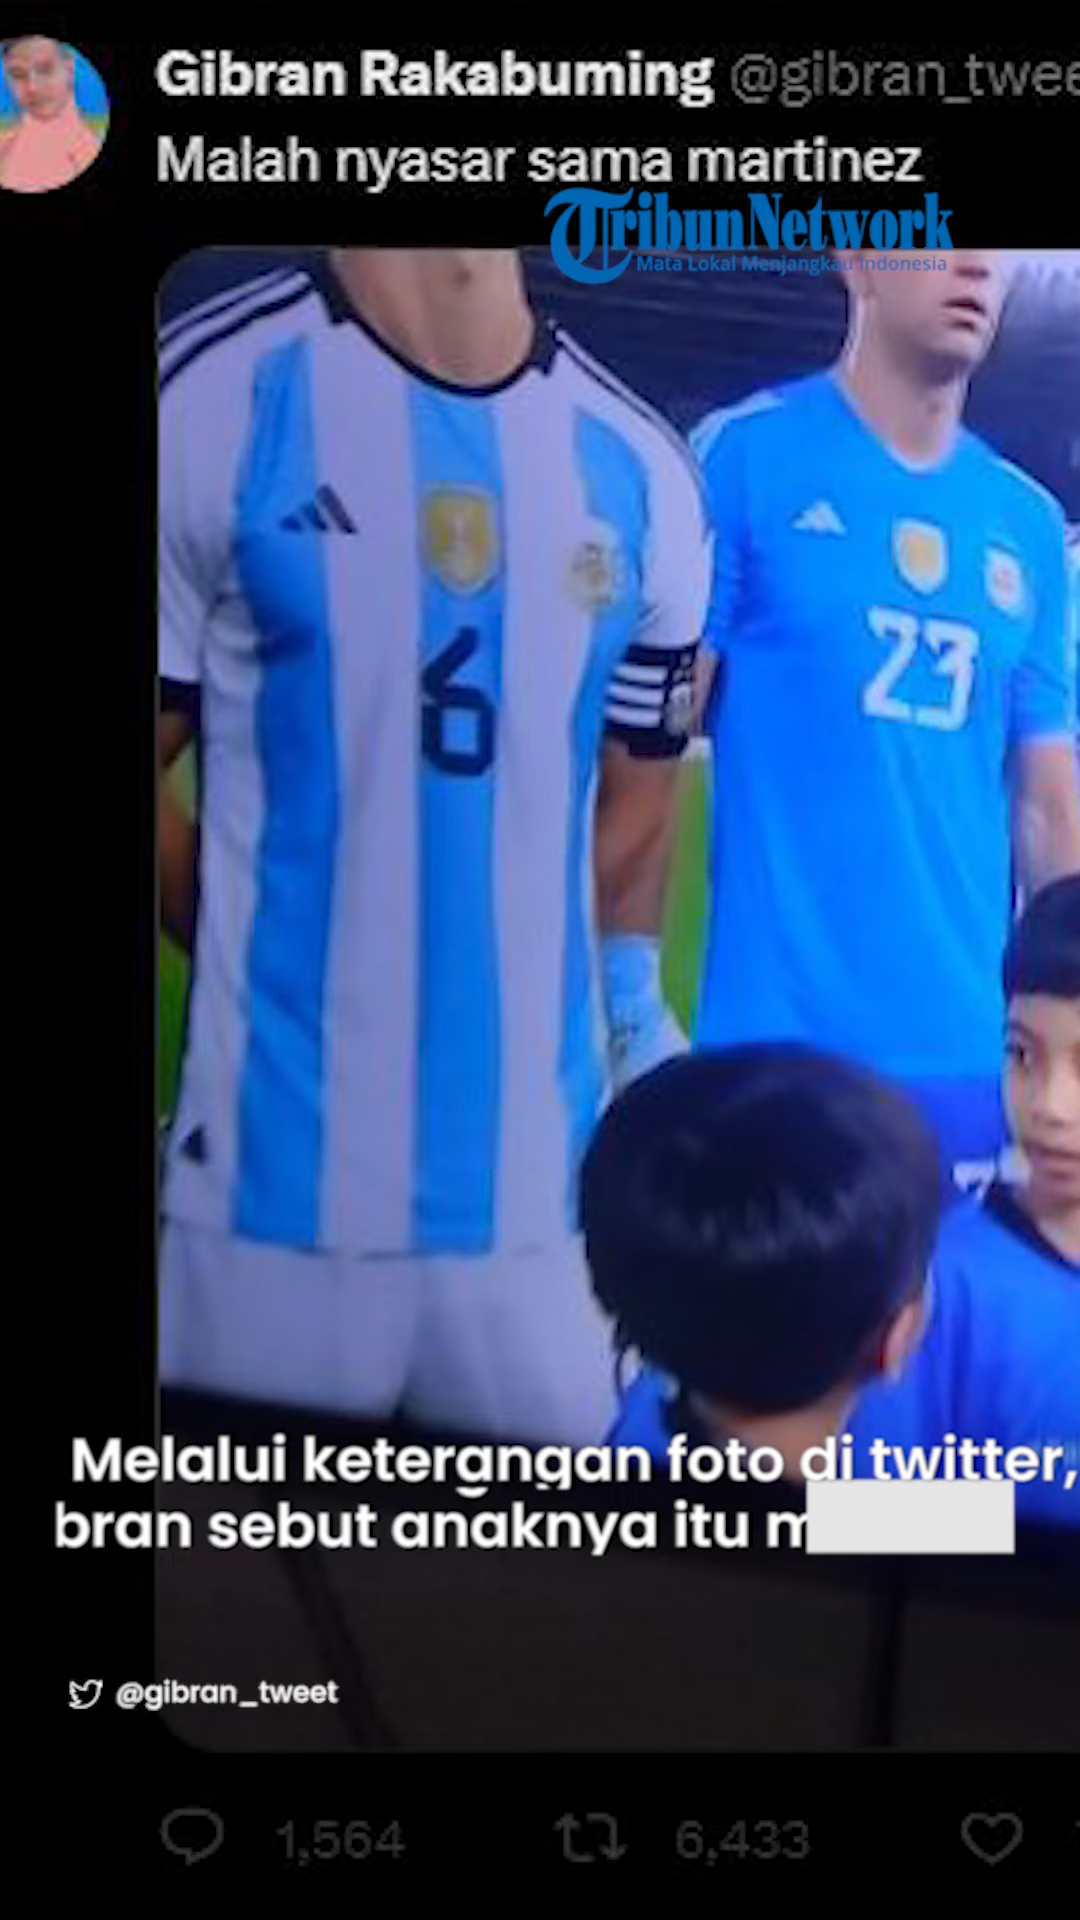 Gibran Rakabuming @gibran_twee
Malah nyasar sama martinez
TribunNetwork
Mata Lokal Menjangkau Indonesia
6
23
Melalui keterangan foto di twitter,
bran sebut anaknya itu m
@gibran_tweet
1,564 6,433